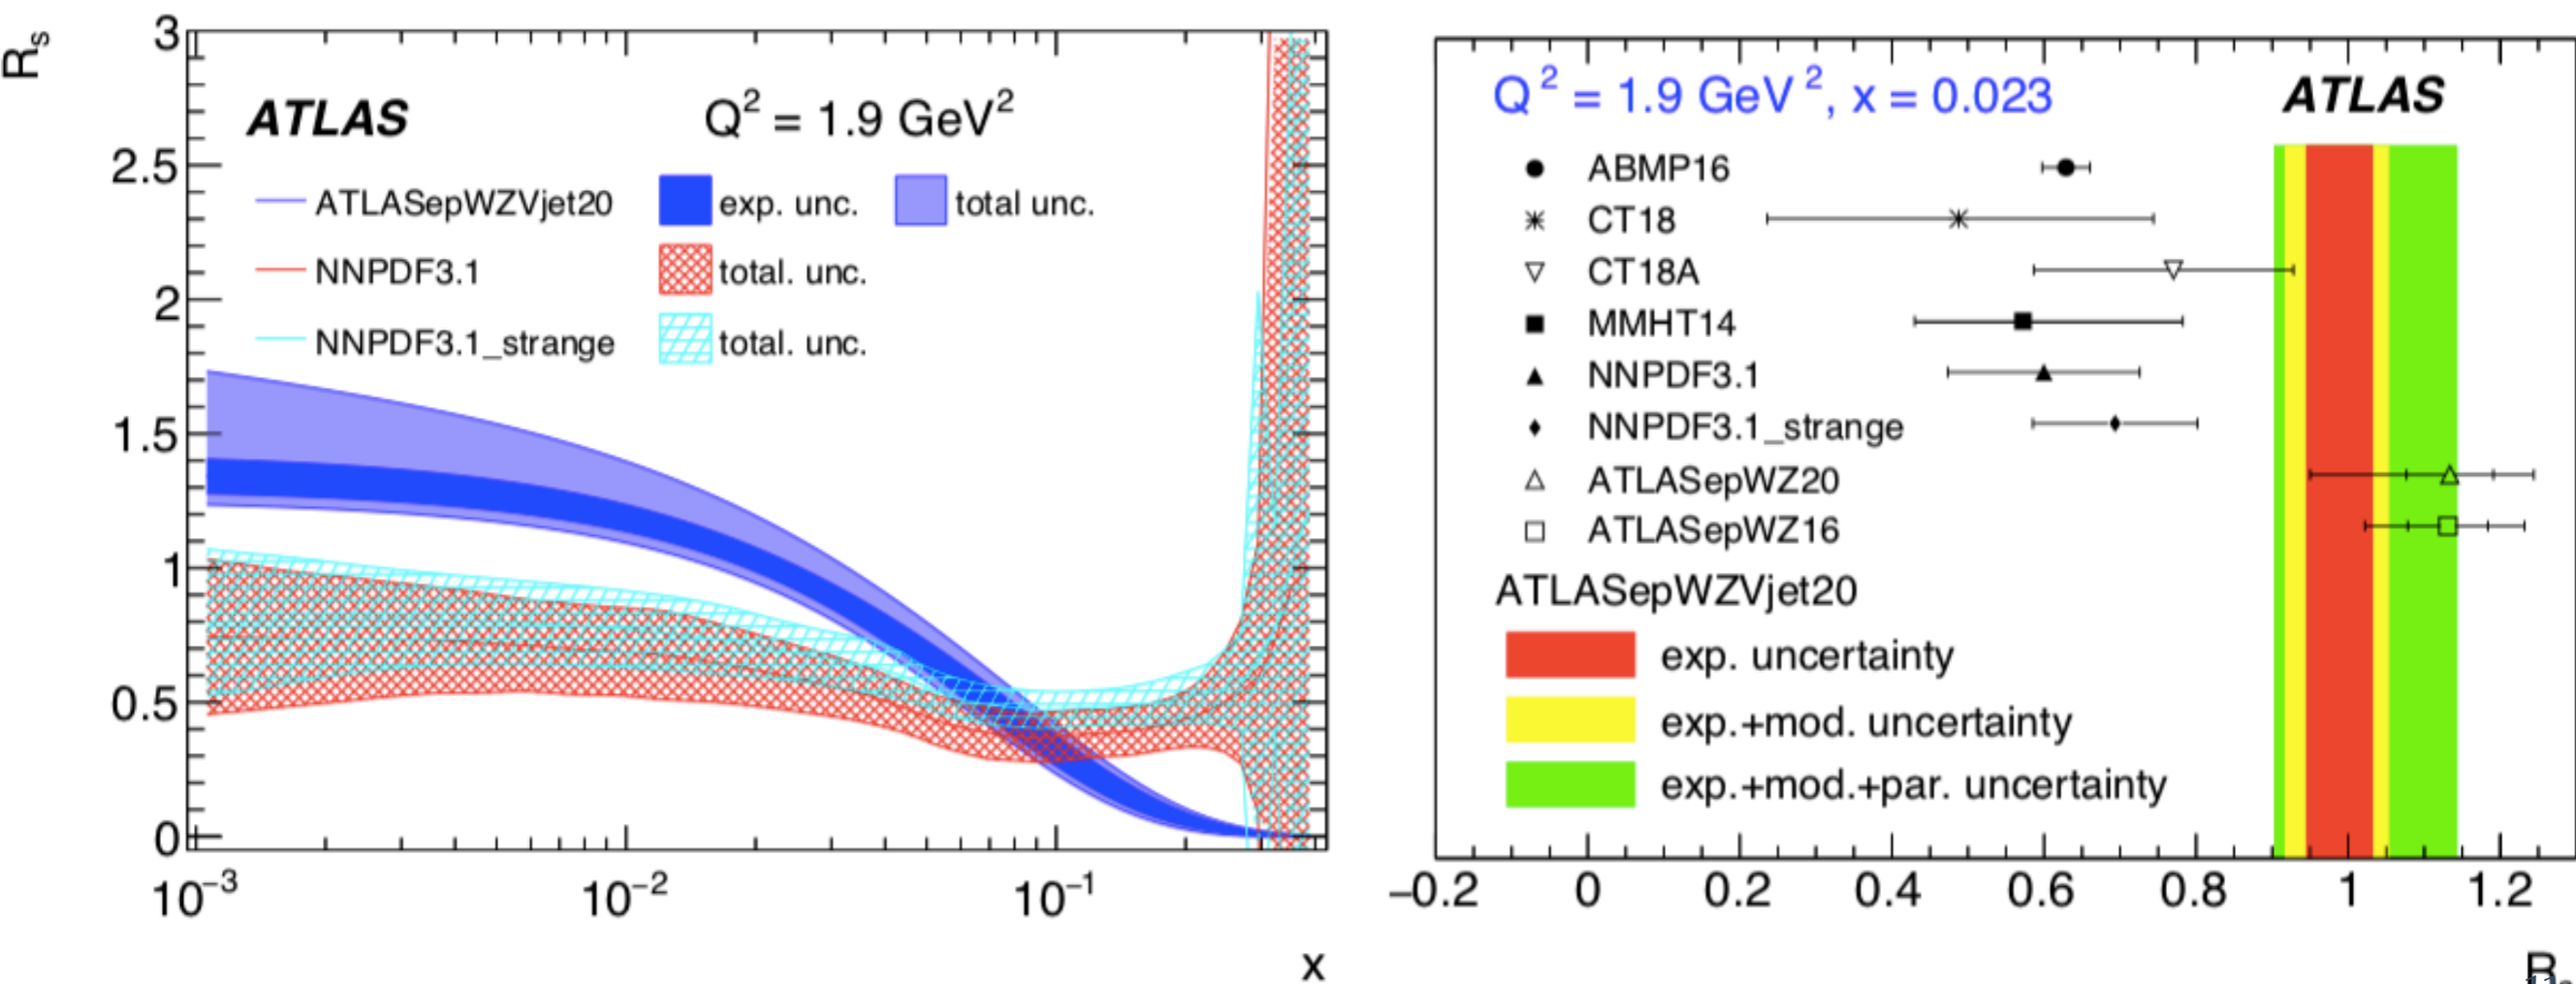 R_s
3
2.5
2
1.5
1
0.5
0
ATLAS
Q² = 1.9 GeV²
ATLASepWZVjet20 exp. unc. total unc.
NNPDF3.1 total. unc.
NNPDF3.1_strange total. unc.
10⁻³ 10⁻² 10⁻¹
x
Q² = 1.9 GeV², x = 0.023
ATLAS
ABMP16
CT18
CT18A
MMHT14
NNPDF3.1
NNPDF3.1_strange
ATLASepWZ20
ATLASepWZ16
ATLASepWZVjet20
exp. uncertainty
exp.+mod. uncertainty
exp.+mod.+par. uncertainty
−0.2 0 0.2 0.4 0.6 0.8 1 1.2